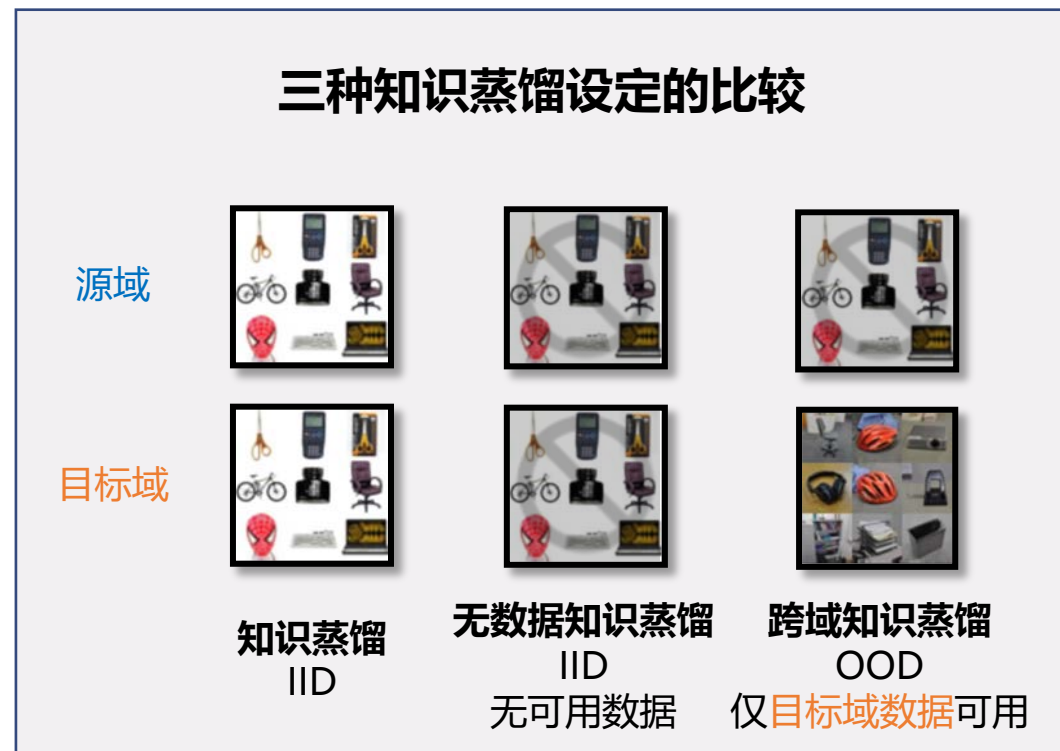 三种知识蒸馏设定的比较
源域
目标域
知识蒸馏
IID
无数据知识蒸馏
IID
无可用数据
跨域知识蒸馏
OOD
仅目标域数据可用